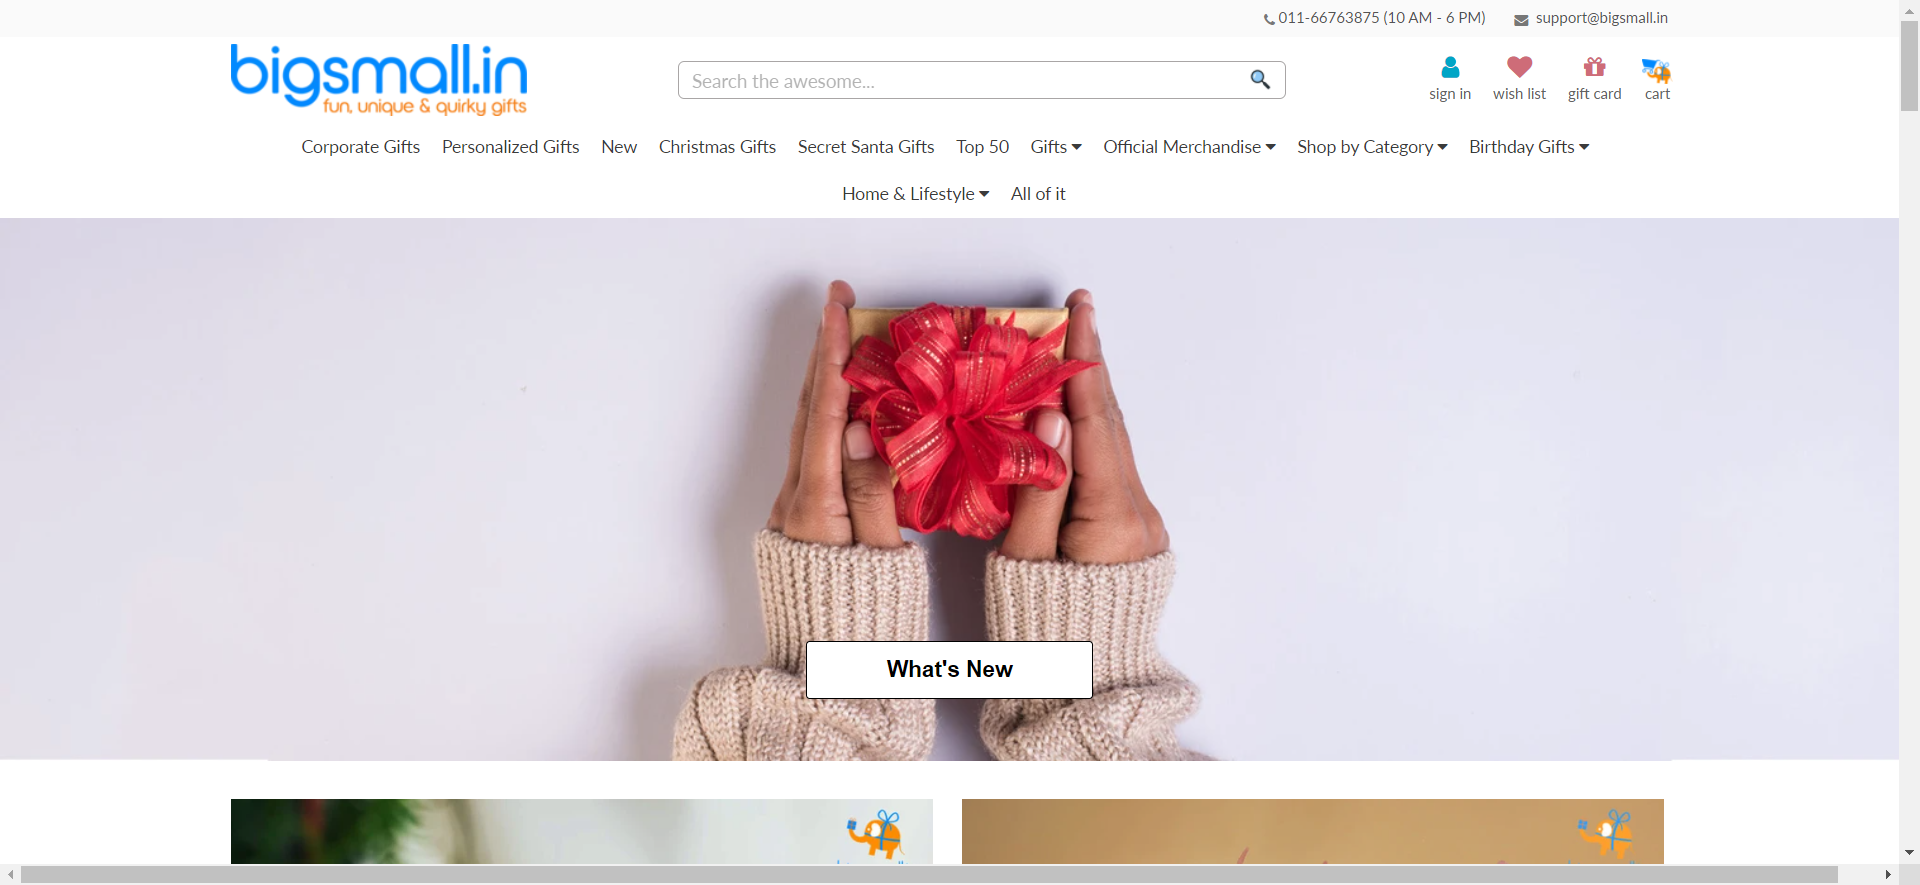 011-66763875 (10 AM - 6 PM) support@bigsmall.in
bigsmall.in
fun, unique & quirky gifts
Search the awesome...
sign in wish list gift card cart
Corporate Gifts Personalized Gifts New Christmas Gifts Secret Santa Gifts Top 50 Gifts Official Merchandise Shop by Category Birthday Gifts
Home & Lifestyle All of it
What's New